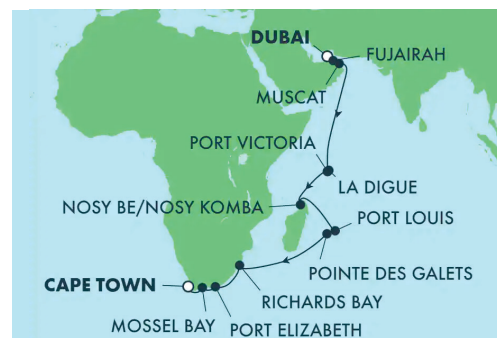 DUBAI
FUJAIRAH
MUSCAT
PORT VICTORIA
LA DIGUE
NOSY BE/NOSY KOMBA
PORT LOUIS
POINTE DES GALETS
CAPE TOWN
RICHARDS BAY
MOSSEL BAY
PORT ELIZABETH